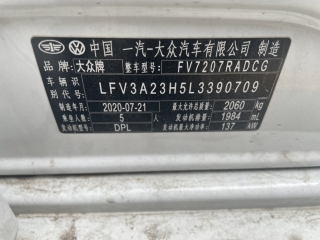 中国 一汽-大众汽车有限公司 制造
品牌 大众牌 型号 FV7207RADCG
车辆识别代号 LFV3A23H5L3390709
制造年月 2020-07-21 最大允许总质量 2060 kg
乘坐人数 5 人 发动机排量 1984 mL
发动机型号 DPL 发动机最大净功率 137 kW